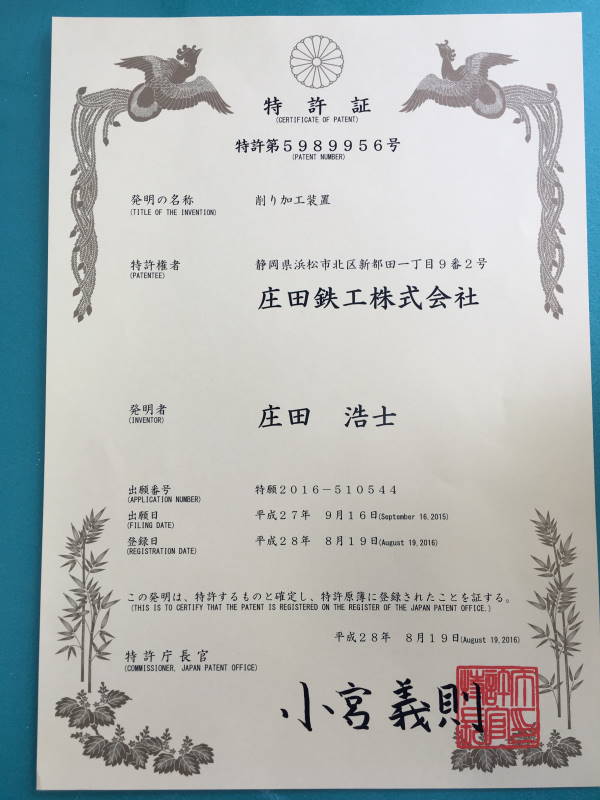 特許証
(CERTIFICATE OF PATENT)
特許第5989956号
(PATENT NUMBER)
発明の名称 削り加工装置
(TITLE OF THE INVENTION)
特許権者 静岡県浜松市北区新都田一丁目9番2号
(PATENTEE)
庄田鉄工株式会社
発明者 庄田 浩士
(INVENTOR)
出願番号 特願2016-510544
(APPLICATION NUMBER)
出願日 平成27年 9月16日(September 16,2015)
(FILING DATE)
登録日 平成28年 8月19日(August 19,2016)
(REGISTRATION DATE)
この発明は、特許するものと確定し、特許原簿に登録されたことを証する。
(THIS IS TO CERTIFY THAT THE PATENT IS REGISTERED ON THE REGISTER OF THE JAPAN PATENT OFFICE.)
平成28年 8月19日(August 19,2016)
特許庁長官
(COMMISSIONER, JAPAN PATENT OFFICE)
小宮義則